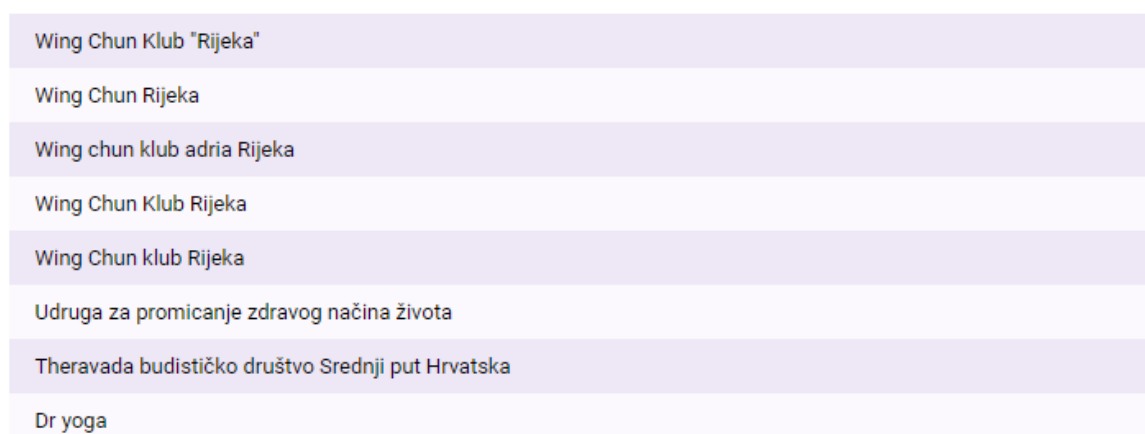 Wing Chun Klub "Rijeka"
Wing Chun Rijeka
Wing chun klub adria Rijeka
Wing Chun Klub Rijeka
Wing Chun klub Rijeka
Udruga za promicanje zdravog načina života
Theravada budističko društvo Srednji put Hrvatska
Dr yoga